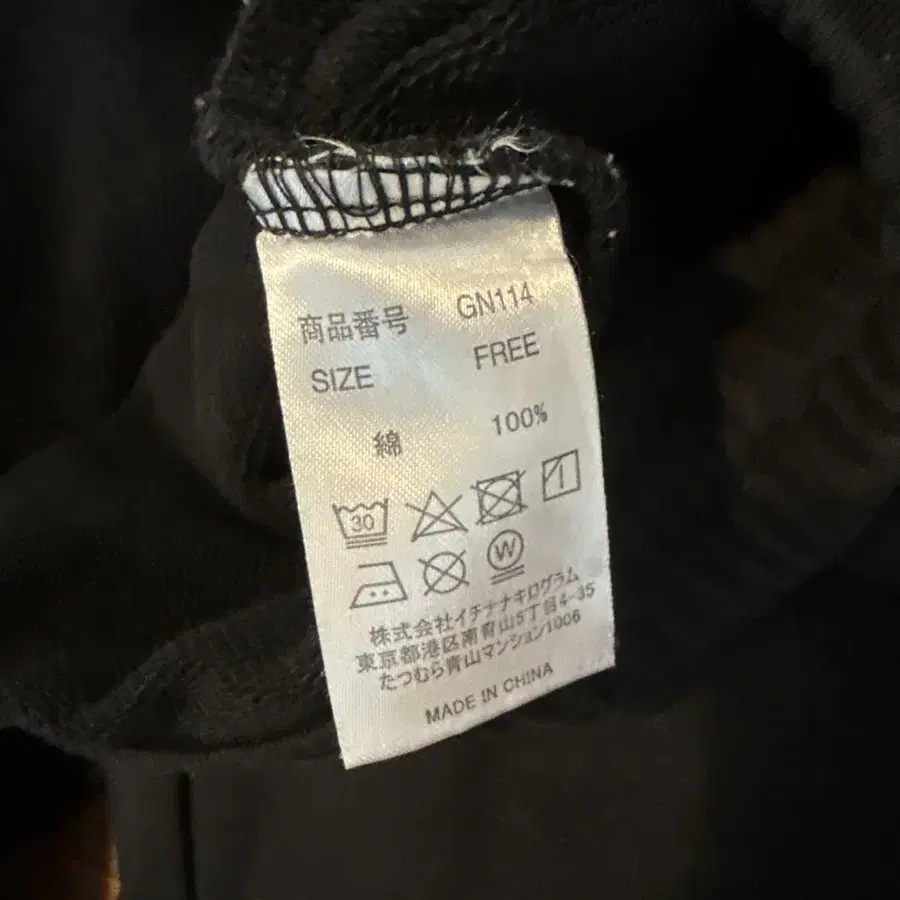 商品番号 GN114
SIZE FREE
綿 100%
30
W
株式会社イチナナキログラム
東京都港区南青山5丁目4-35
たつむら青山マンション1006
MADE IN CHINA